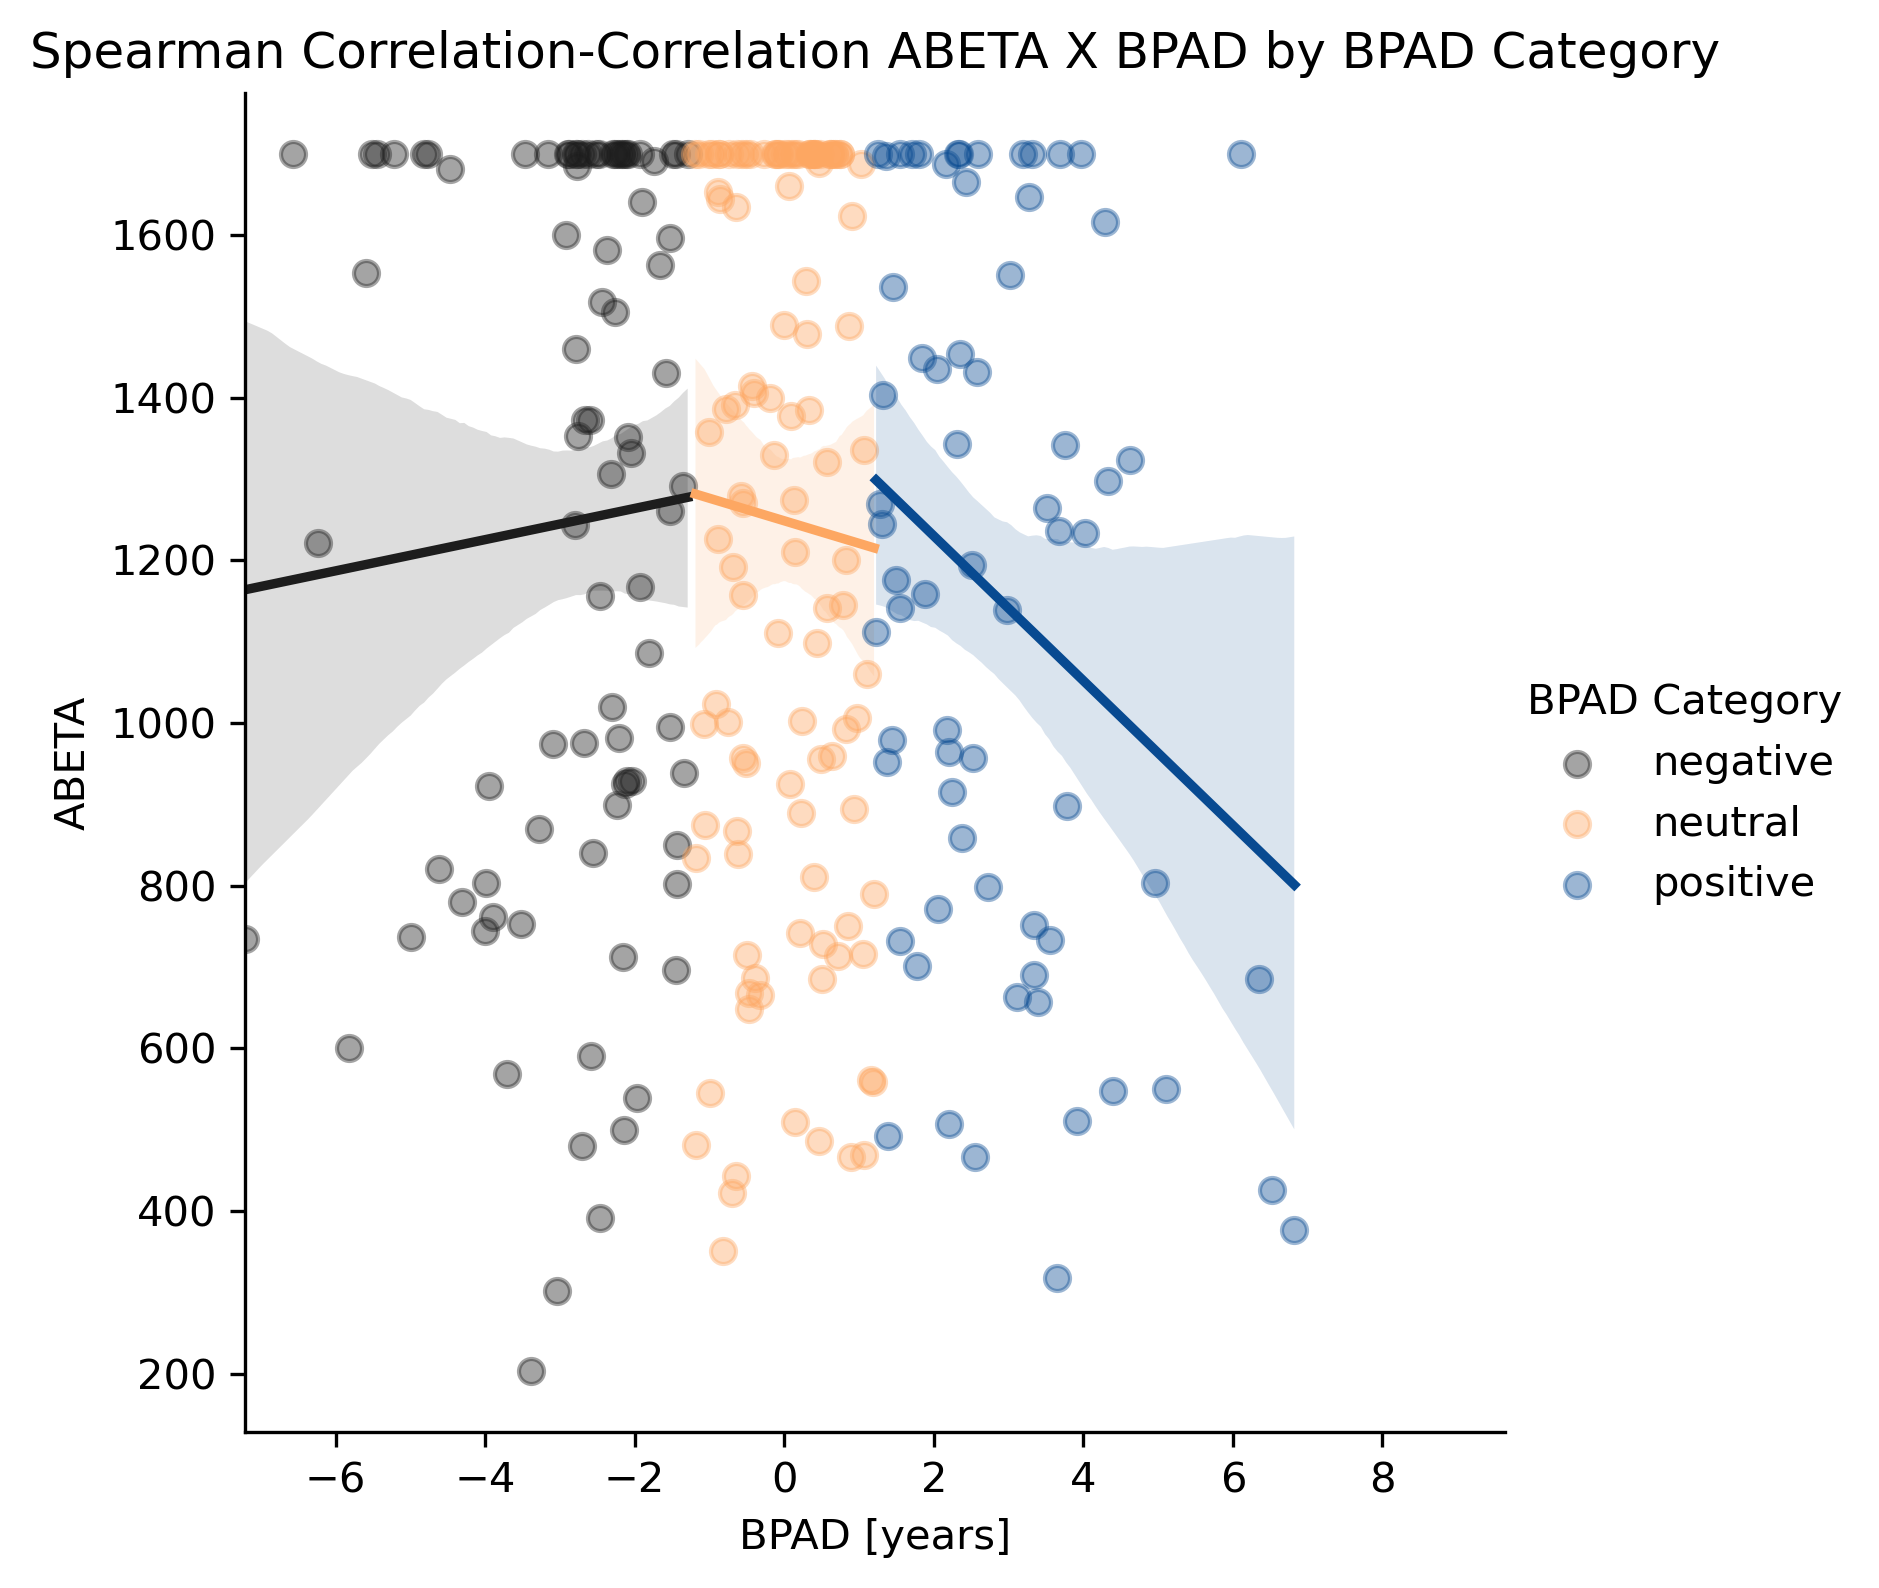 Spearman Correlation-Correlation ABETA X BPAD by BPAD Category
1600
1400
1200
1000
800
600
400
200
ABETA
−6
−4
−2
0
2
4
6
8
BPAD [years]
BPAD Category
negative
neutral
positive